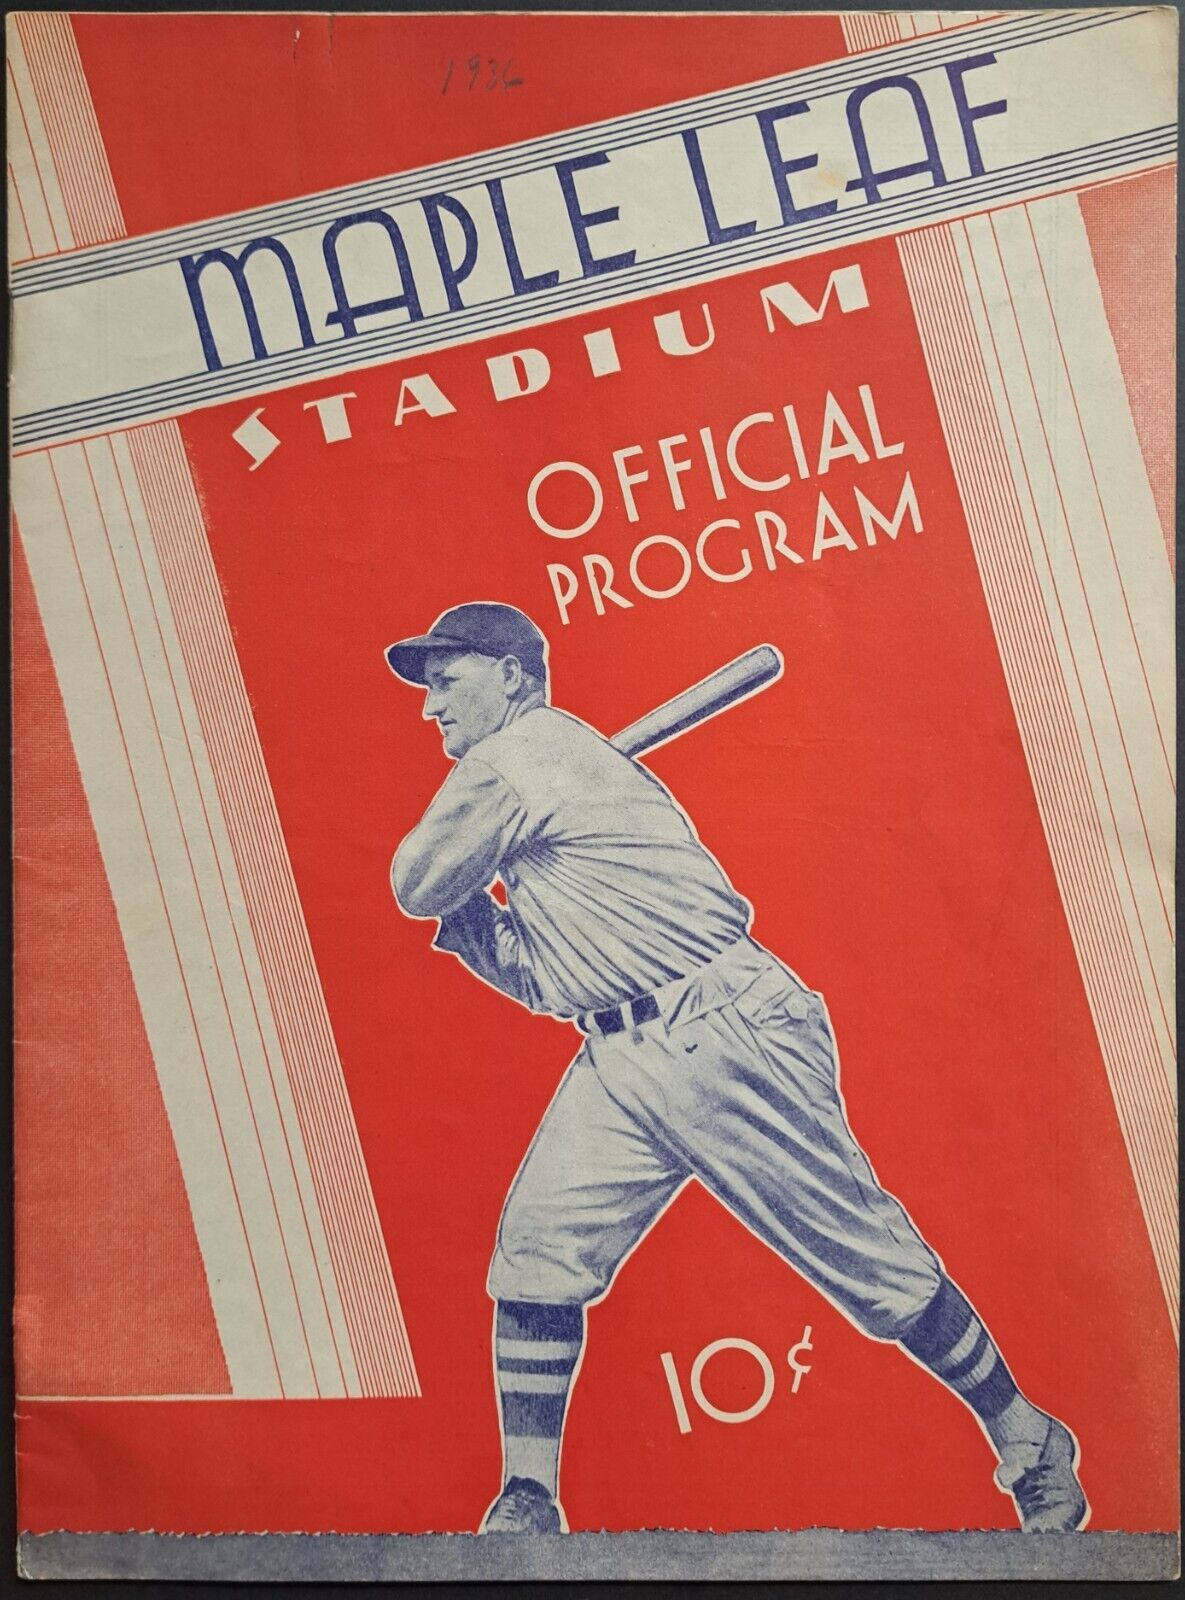 1936
MAPLE LEAF
STADIUM
OFFICIAL
PROGRAM
10¢